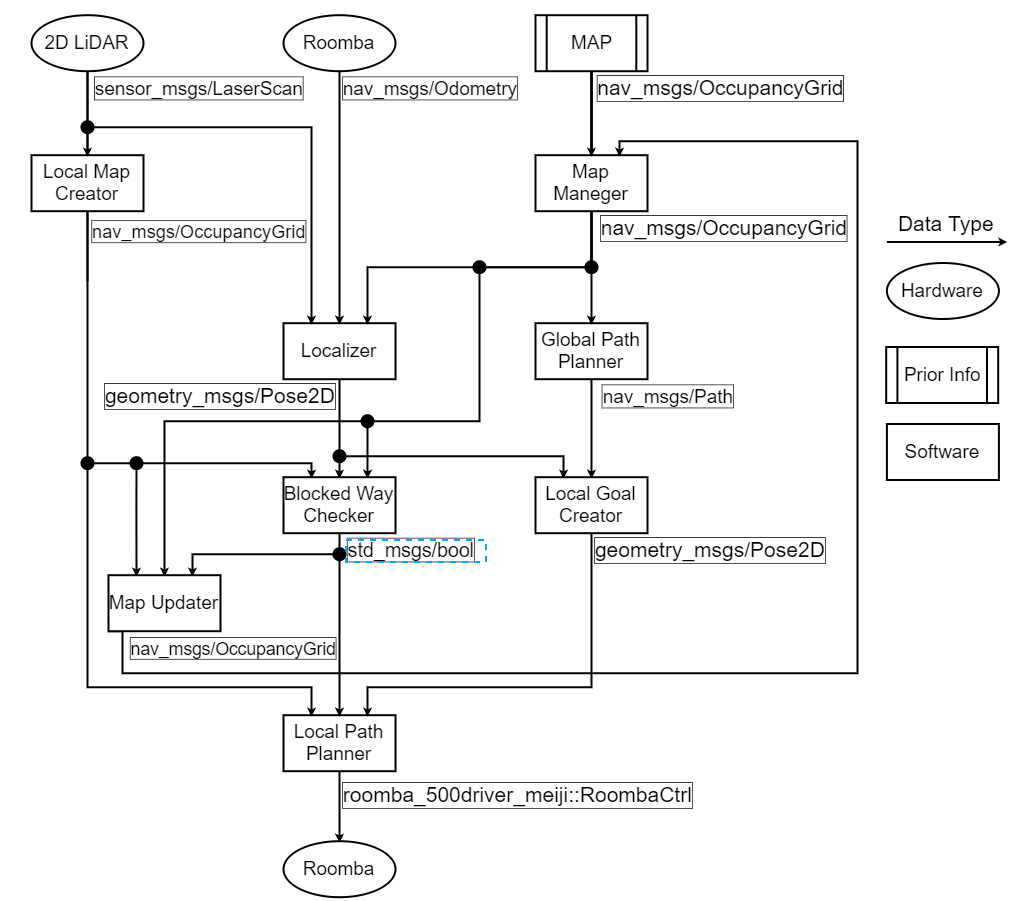 2D LiDAR
Roomba
MAP
sensor_msgs/LaserScan
nav_msgs/Odometry
nav_msgs/OccupancyGrid
Local Map
Creator
Map
Maneger
nav_msgs/OccupancyGrid
nav_msgs/OccupancyGrid
Data Type
Hardware
Localizer
Global Path
Planner
Prior Info
geometry_msgs/Pose2D
nav_msgs/Path
Software
Blocked Way
Checker
Local Goal
Creator
std_msgs/bool
geometry_msgs/Pose2D
Map Updater
nav_msgs/OccupancyGrid
Local Path
Planner
roomba_500driver_meiji::RoombaCtrl
Roomba